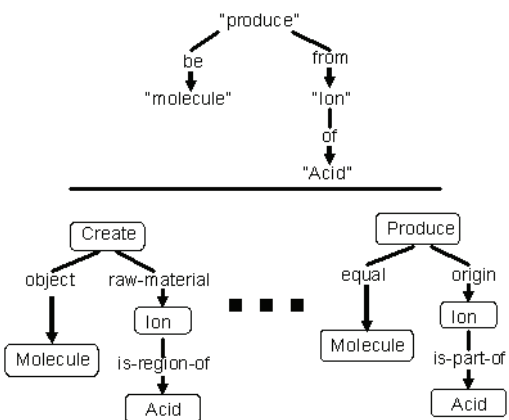 "produce"
be from
"molecule" "Ion"
of
"Acid"
Create
object raw-material
Ion
Molecule
is-region-of
Acid
Produce
equal origin
Ion
Molecule
is-part-of
Acid